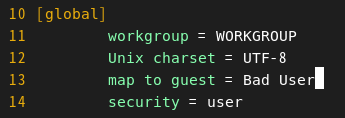 10 [global]
11         workgroup = WORKGROUP
12         Unix charset = UTF-8
13         map to guest = Bad User
14         security = user